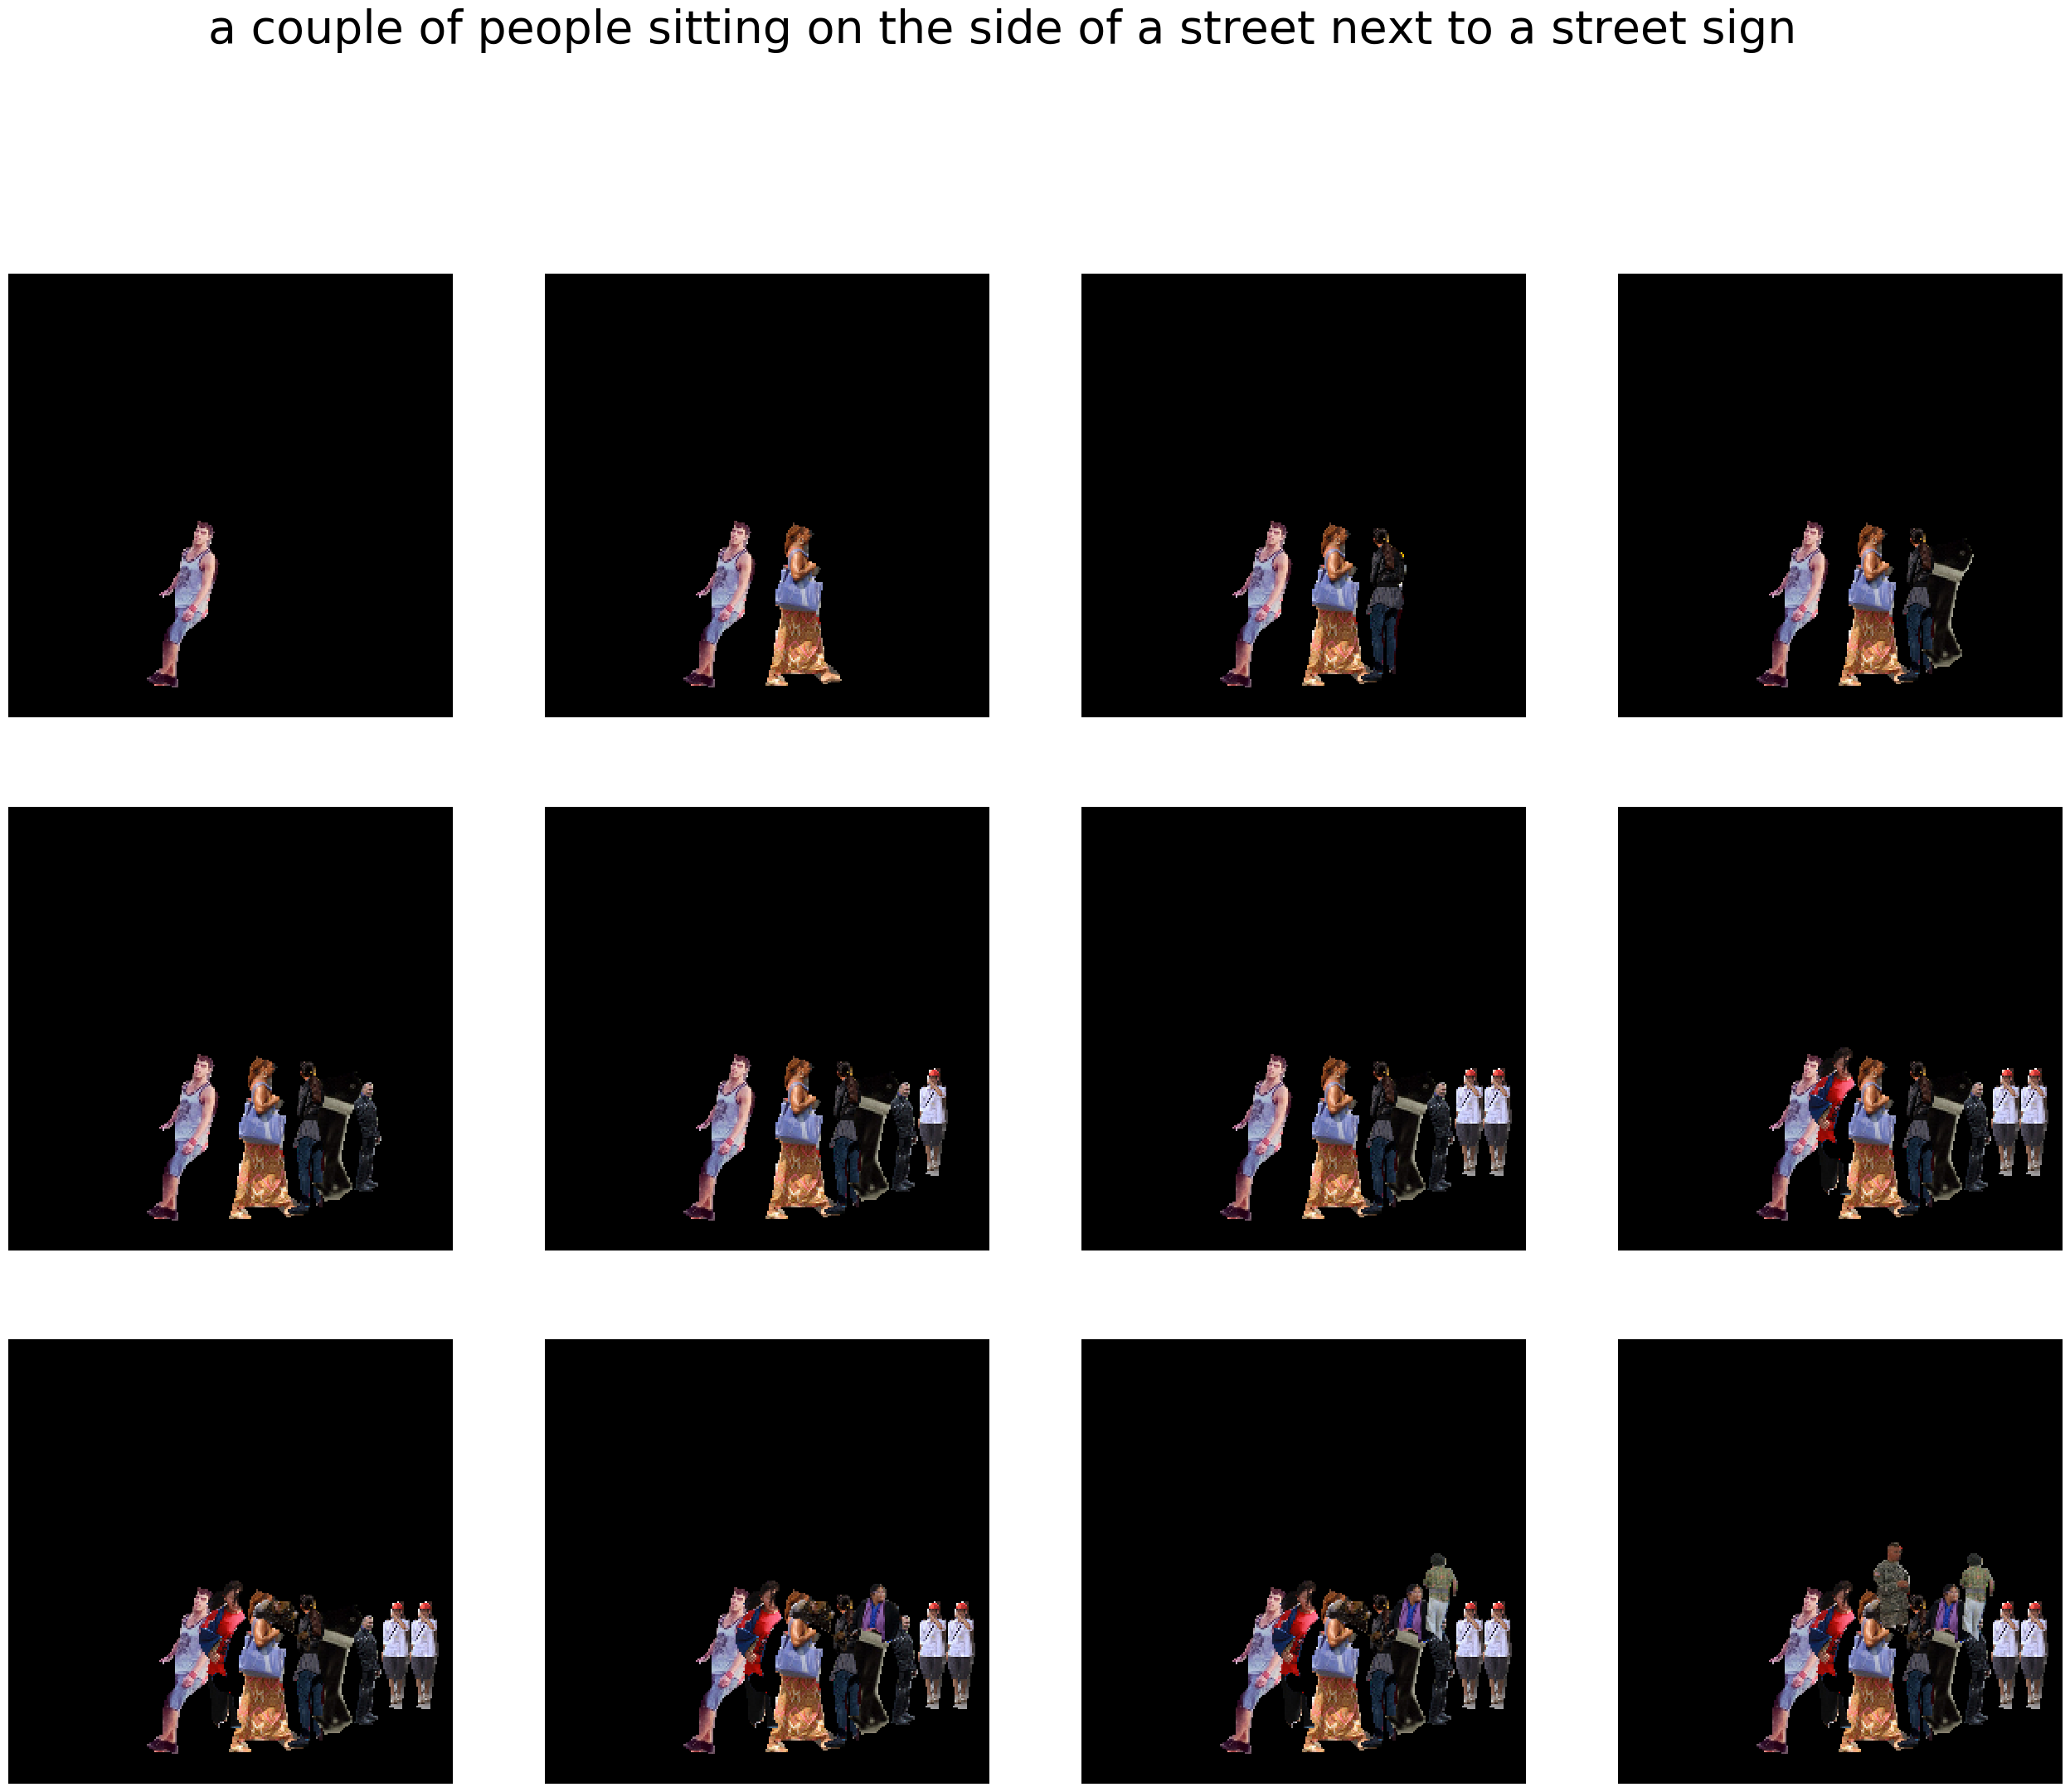 a couple of people sitting on the side of a street next to a street sign